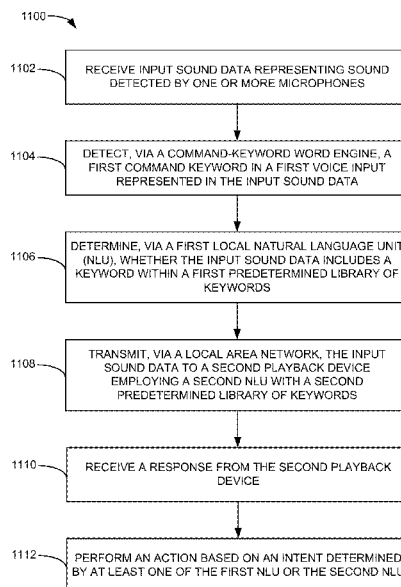 1100
1102
RECEIVE INPUT SOUND DATA REPRESENTING SOUND
DETECTED BY ONE OR MORE MICROPHONES
1104
DETECT, VIA A COMMAND-KEYWORD WORD ENGINE, A
FIRST COMMAND KEYWORD IN A FIRST VOICE INPUT
REPRESENTED IN THE INPUT SOUND DATA
1106
DETERMINE, VIA A FIRST LOCAL NATURAL LANGUAGE UNIT
(NLU), WHETHER THE INPUT SOUND DATA INCLUDES A
KEYWORD WITHIN A FIRST PREDETERMINED LIBRARY OF
KEYWORDS
1108
TRANSMIT, VIA A LOCAL AREA NETWORK, THE INPUT
SOUND DATA TO A SECOND PLAYBACK DEVICE
EMPLOYING A SECOND NLU WITH A SECOND
PREDETERMINED LIBRARY OF KEYWORDS
1110
RECEIVE A RESPONSE FROM THE SECOND PLAYBACK
DEVICE
1112
PERFORM AN ACTION BASED ON AN INTENT DETERMINED
BY AT LEAST ONE OF THE FIRST NLU OR THE SECOND NLU